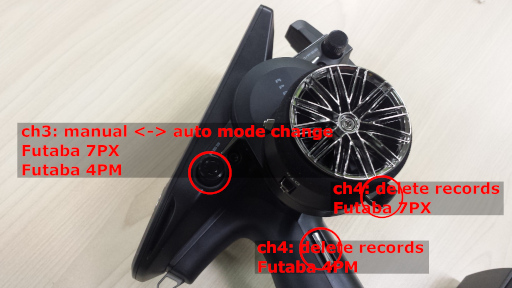 ch3: manual <-> auto mode change
Futaba 7PX
Futaba 4PM
ch4: delete records
Futaba 7PX
ch4: delete records
Futaba 4PM